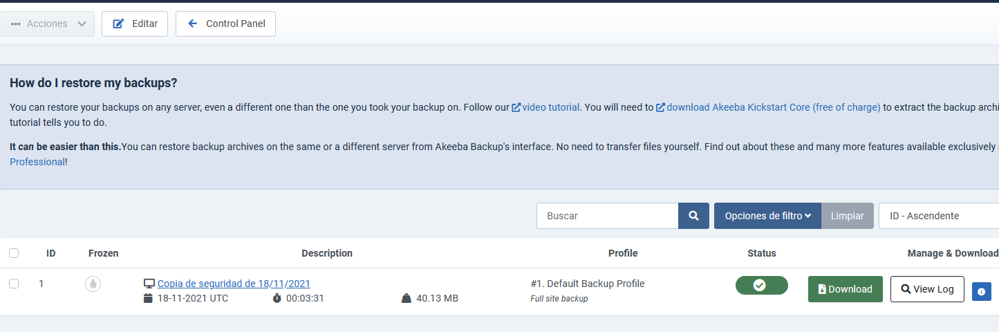 Acciones
Editar
Control Panel
How do I restore my backups?
You can restore your backups on any server, even a different one than the one you took your backup on. Follow our video tutorial. You will need to download Akeeba Kickstart Core (free of charge) to extract the backup archi
tutorial tells you to do.
It can be easier than this.You can restore backup archives on the same or a different server from Akeeba Backup's interface. No need to transfer files yourself. Find out about these and many more features available exclusively i
Professional!
Buscar
Opciones de filtro
Limpiar
ID - Ascendente
ID Frozen Description Profile Status Manage & Download
1 Copia de seguridad de 18/11/2021 #1. Default Backup Profile
Download
View Log
18-11-2021 UTC 00:03:31 40.13 MB Full site backup